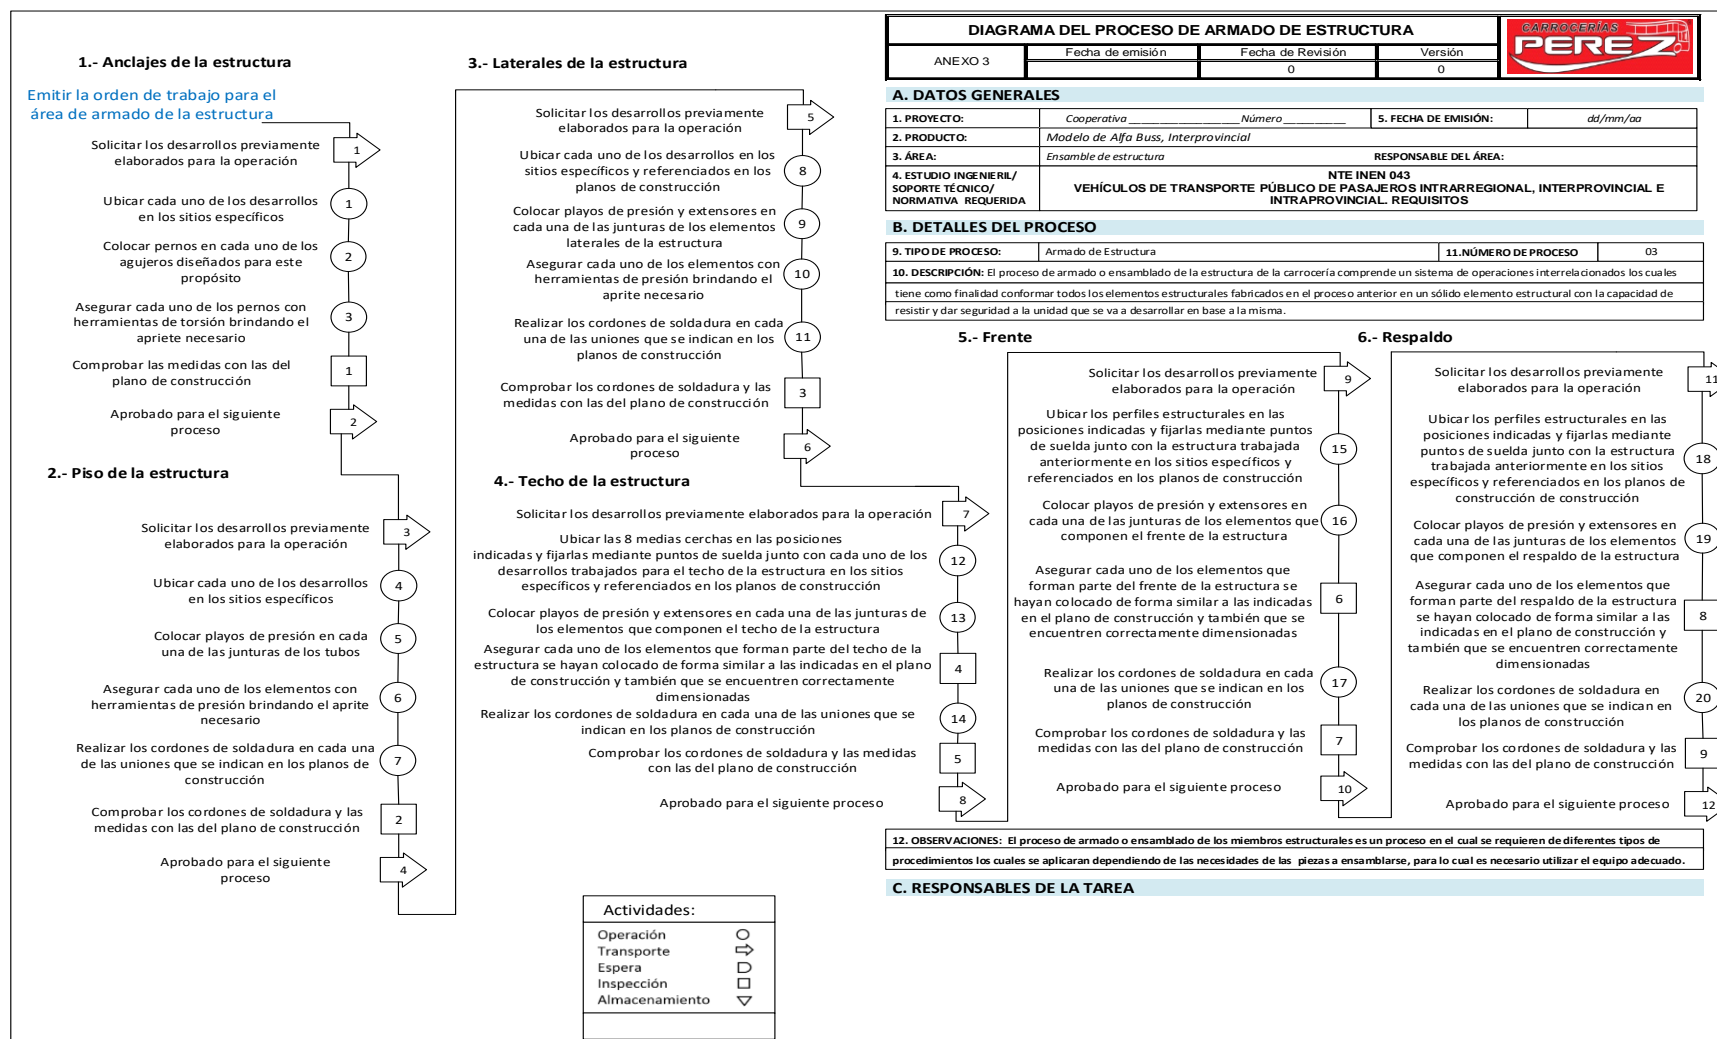 1.- Anclajes de la estructura
Emitir la orden de trabajo para el
área de armado de la estructura
Solicitar los desarrollos previamente
elaborados para la operación
1
Ubicar cada uno de los desarrollos
en los sitios específicos
1
Colocar pernos en cada uno de los
agujeros diseñados para este
propósito
2
Asegurar cada uno de los pernos con
herramientas de torsión brindando el
apriete necesario
3
Comprobar las medidas con las del
plano de construcción
1
Aprobado para el siguiente
proceso
2
2.- Piso de la estructura
Solicitar los desarrollos previamente
elaborados para la operación
3
Ubicar cada uno de los desarrollos
en los sitios específicos
4
Colocar playos de presión en cada
una de las junturas de los tubos
5
Asegurar cada uno de los elementos con
herramientas de presión brindando el aprite
necesario
6
Realizar los cordones de soldadura en cada una
de las uniones que se indican en los planos de
construcción
7
Comprobar los cordones de soldadura y las
medidas con las del plano de construcción
2
Aprobado para el siguiente
proceso
4
3.- Laterales de la estructura
Solicitar los desarrollos previamente
elaborados para la operación
5
Ubicar cada uno de los desarrollos en los
sitios específicos y referenciados en los
planos de construcción
8
Colocar playos de presión y extensores en
cada una de las junturas de los elementos
laterales de la estructura
9
Asegurar cada uno de los elementos con
herramientas de presión brindando el
aprite necesario
10
Realizar los cordones de soldadura en cada
una de las uniones que se indican en los
planos de construcción
11
Comprobar los cordones de soldadura y las
medidas con las del plano de construcción
3
Aprobado para el siguiente
proceso
6
4.- Techo de la estructura
Solicitar los desarrollos previamente elaborados para la operación
7
Ubicar las 8 medias cerchas en las posiciones
indicadas y fijarlas mediante puntos de suelda junto con cada uno de los
desarrollos trabajados para el techo de la estructura en los sitios
específicos y referenciados en los planos de construcción
12
Colocar playos de presión y extensores en cada una de las junturas de
los elementos que componen el techo de la estructura
13
Asegurar cada uno de los elementos que forman parte del techo de la
estructura se hayan colocado de forma similar a las indicadas en el plano
de construcción y también que se encuentren correctamente
dimensionadas
4
Realizar los cordones de soldadura en cada una de las uniones que se
indican en los planos de construcción
14
Comprobar los cordones de soldadura y las medidas
con las del plano de construcción
5
Aprobado para el siguiente proceso
8
Actividades:
Operación
Transporte
Espera
Inspección
Almacenamiento
DIAGRAMA DEL PROCESO DE ARMADO DE ESTRUCTURA
ANEXO 3
Fecha de emisión
Fecha de Revisión
Versión
0
0
CARROCERÍAS
PEREZ
A. DATOS GENERALES
1. PROYECTO:
Cooperativa ____________________Número ___________
5. FECHA DE EMISIÓN:
dd/mm/aa
2. PRODUCTO:
Modelo de Alfa Buss, Interprovincial
3. ÁREA:
Ensamble de estructura
RESPONSABLE DEL ÁREA:
4. ESTUDIO INGENIERIL/
SOPORTE TÉCNICO/
NORMATIVA REQUERIDA
NTE INEN 043
VEHÍCULOS DE TRANSPORTE PÚBLICO DE PASAJEROS INTRARREGIONAL, INTERPROVINCIAL E
INTRAPROVINCIAL. REQUISITOS
B. DETALLES DEL PROCESO
9. TIPO DE PROCESO:
Armado de Estructura
11.NÚMERO DE PROCESO
03
10. DESCRIPCIÓN: El proceso de armado o ensamblado de la estructura de la carrocería comprende un sistema de operaciones interrelacionados los cuales
tiene como finalidad conformar todos los elementos estructurales fabricados en el proceso anterior en un sólido elemento estructural con la capacidad de
resistir y dar seguridad a la unidad que se va a desarrollar en base a la misma.
5.- Frente
Solicitar los desarrollos previamente
elaborados para la operación
9
Ubicar los perfiles estructurales en las
posiciones indicadas y fijarlas mediante puntos
de suelda junto con la estructura trabajada
anteriormente en los sitios específicos y
referenciados en los planos de construcción
15
Colocar playos de presión y extensores en
cada una de las junturas de los elementos que
componen el frente de la estructura
16
Asegurar cada uno de los elementos que
forman parte del frente de la estructura se
hayan colocado de forma similar a las indicadas
en el plano de construcción y también que se
encuentren correctamente dimensionadas
6
Realizar los cordones de soldadura en cada
una de las uniones que se indican en los
planos de construcción
17
Comprobar los cordones de soldadura y las
medidas con las del plano de construcción
7
Aprobado para el siguiente proceso
10
6.- Respaldo
Solicitar los desarrollos previamente
elaborados para la operación
11
Ubicar los perfiles estructurales en las
posiciones indicadas y fijarlas mediante
puntos de suelda junto con la estructura
trabajada anteriormente en los sitios
específicos y referenciados en los planos de
construcción de construcción
18
Colocar playos de presión y extensores en
cada una de las junturas de los elementos
que componen el respaldo de la estructura
19
Asegurar cada uno de los elementos que
forman parte del respaldo de la estructura
se hayan colocado de forma similar a las
indicadas en el plano de construcción y
también que se encuentren correctamente
dimensionadas
8
Realizar los cordones de soldadura en
cada una de las uniones que se indican en
los planos de construcción
20
Comprobar los cordones de soldadura y las
medidas con las del plano de construcción
9
Aprobado para el siguiente proceso
12
12. OBSERVACIONES: El proceso de armado o ensamblado de los miembros estructurales es un proceso en el cual se requieren de diferentes tipos de
procedimientos los cuales se aplicaran dependiendo de las necesidades de las piezas a ensamblarse, para lo cual es necesario utilizar el equipo adecuado.
C. RESPONSABLES DE LA TAREA